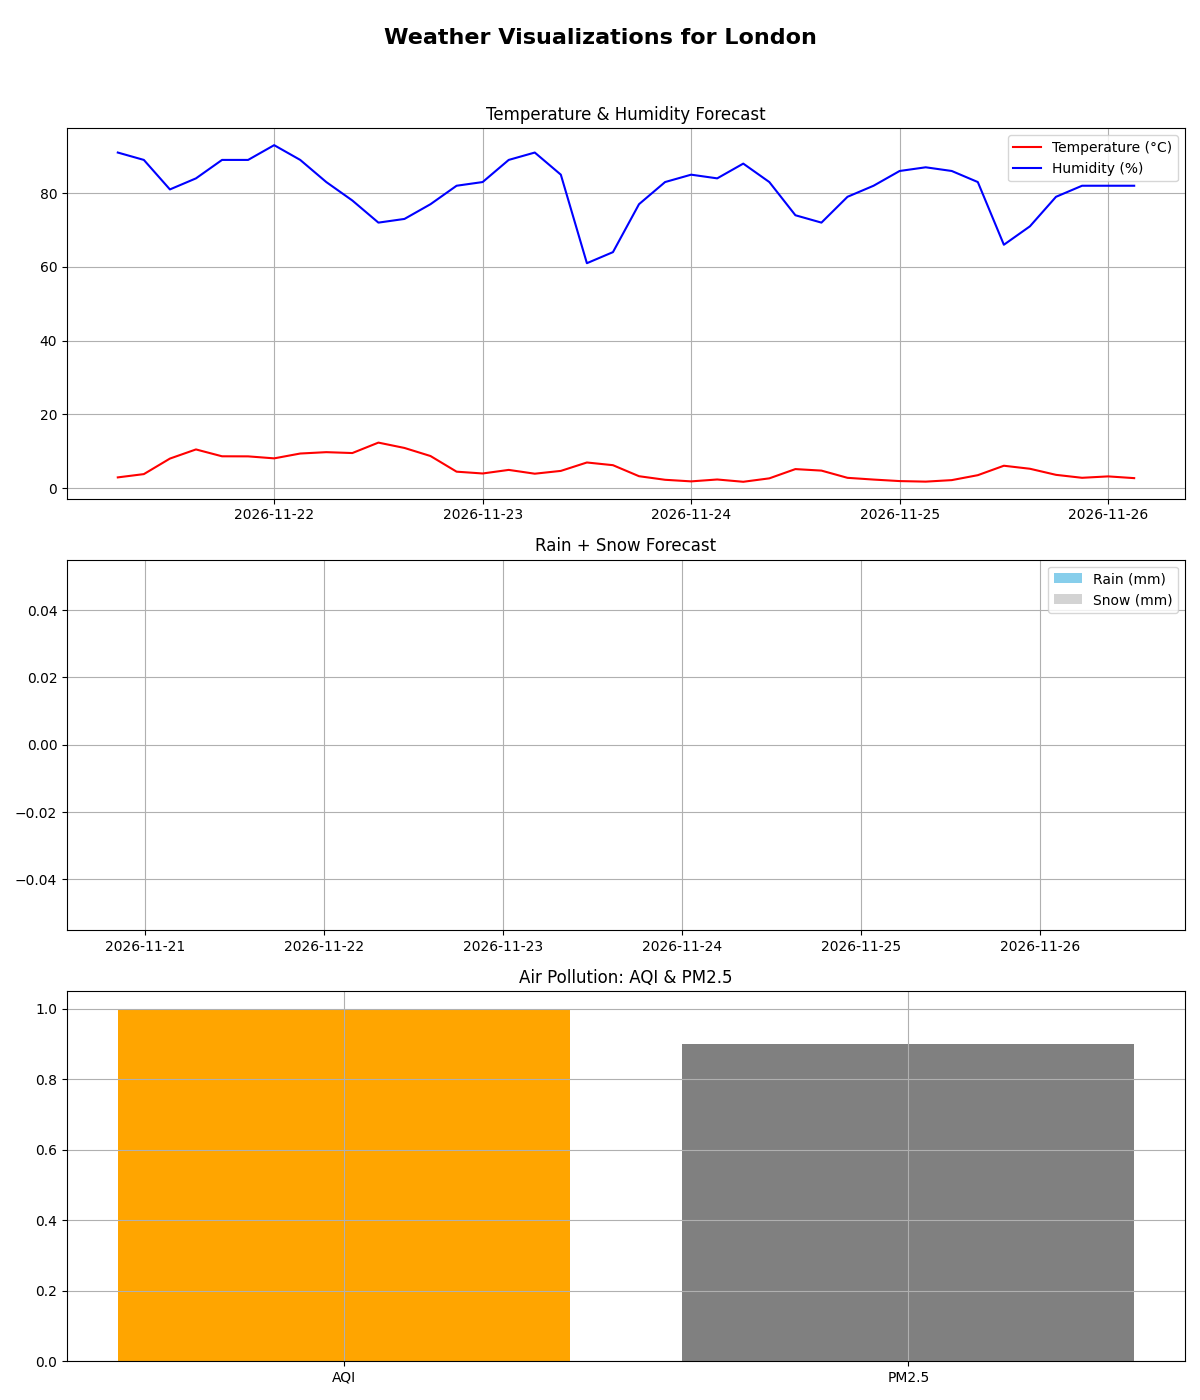 Weather Visualizations for London
Temperature & Humidity Forecast
Temperature (°C)
Humidity (%)
80
60
40
20
0
2026-11-22 2026-11-23 2026-11-24 2026-11-25 2026-11-26
Rain + Snow Forecast
Rain (mm)
Snow (mm)
0.04
0.02
0.00
−0.02
−0.04
2026-11-21 2026-11-22 2026-11-23 2026-11-24 2026-11-25 2026-11-26
Air Pollution: AQI & PM2.5
1.0
0.8
0.6
0.4
0.2
0.0
AQI PM2.5